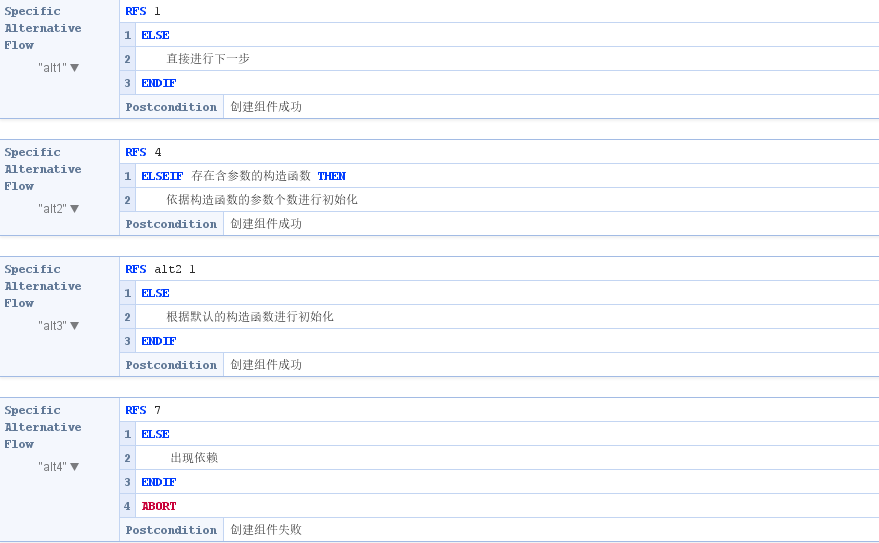 Specific Alternative Flow
"alt1" ▼
RFS 1
1 ELSE
2 直接进行下一步
3 ENDIF
Postcondition 创建组件成功
Specific Alternative Flow
"alt2" ▼
RFS 4
1 ELSEIF 存在含参数的构造函数 THEN
2 依据构造函数的参数个数进行初始化
Postcondition 创建组件成功
Specific Alternative Flow
"alt3" ▼
RFS alt2 1
1 ELSE
2 根据默认的构造函数进行初始化
3 ENDIF
Postcondition 创建组件成功
Specific Alternative Flow
"alt4" ▼
RFS 7
1 ELSE
2 出现依赖
3 ENDIF
4 ABORT
Postcondition 创建组件失败